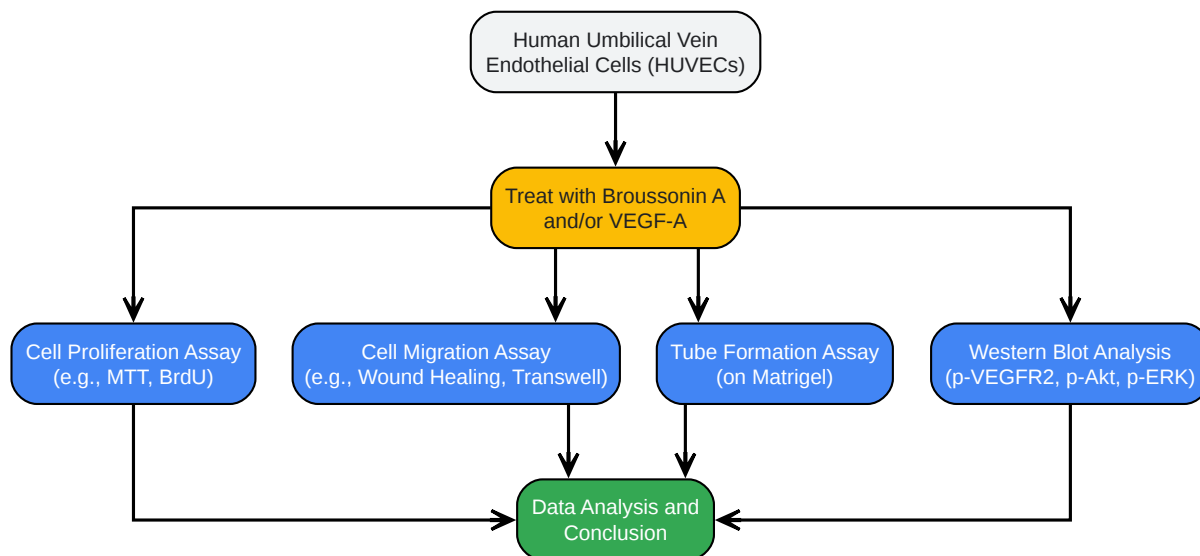 Human Umbilical Vein
Endothelial Cells (HUVECs)
Treat with Broussonin A
and/or VEGF-A
Cell Proliferation Assay
(e.g., MTT, BrdU)
Cell Migration Assay
(e.g., Wound Healing, Transwell)
Tube Formation Assay
(on Matrigel)
Western Blot Analysis
(p-VEGFR2, p-Akt, p-ERK)
Data Analysis and
Conclusion